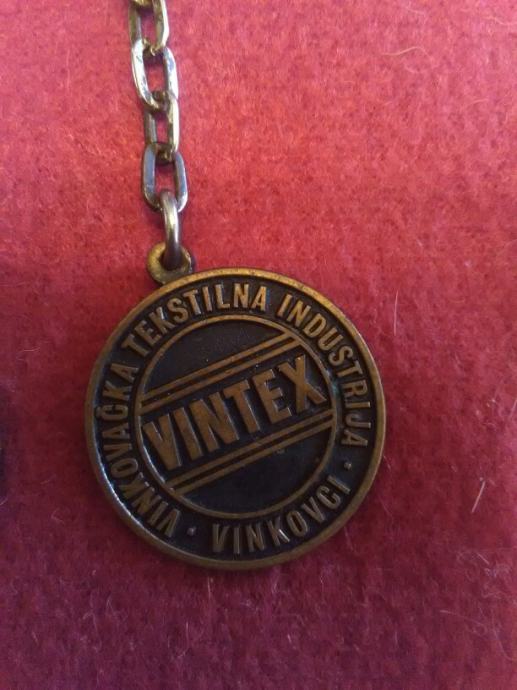 VINKOVAČKA TEKSTILNA INDUSTRIJA
VINTEX
· VINKOVCI ·